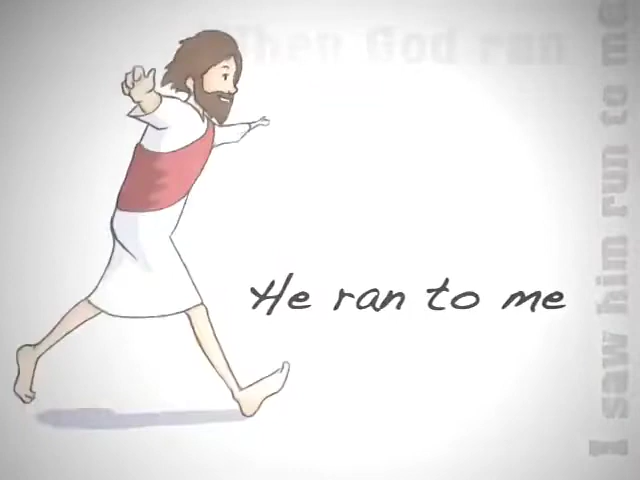 When God ran
He ran to me
I saw him run to me